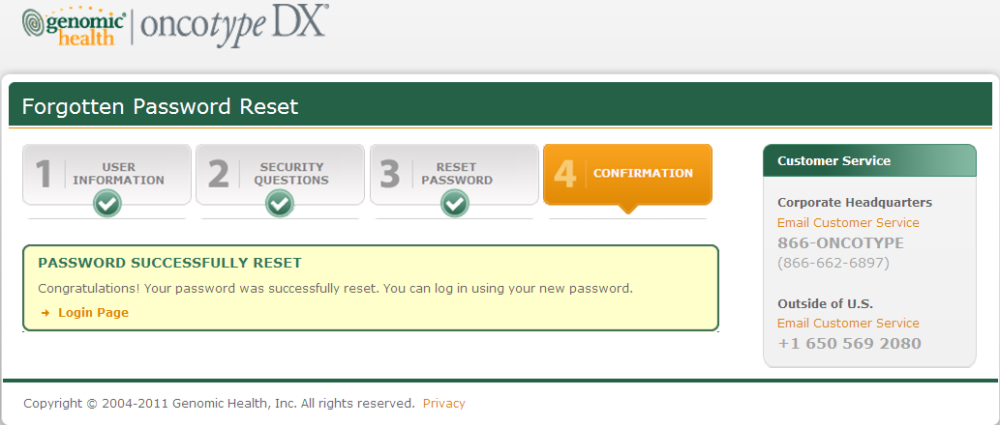 genomic health® | oncotype DX®
Forgotten Password Reset
1 USER INFORMATION
2 SECURITY QUESTIONS
3 RESET PASSWORD
4 CONFIRMATION
PASSWORD SUCCESSFULLY RESET
Congratulations! Your password was successfully reset. You can log in using your new password.
Login Page
Customer Service
Corporate Headquarters
Email Customer Service
866-ONCOTYPE
(866-662-6897)
Outside of U.S.
Email Customer Service
+1 650 569 2080
Copyright © 2004-2011 Genomic Health, Inc. All rights reserved. Privacy